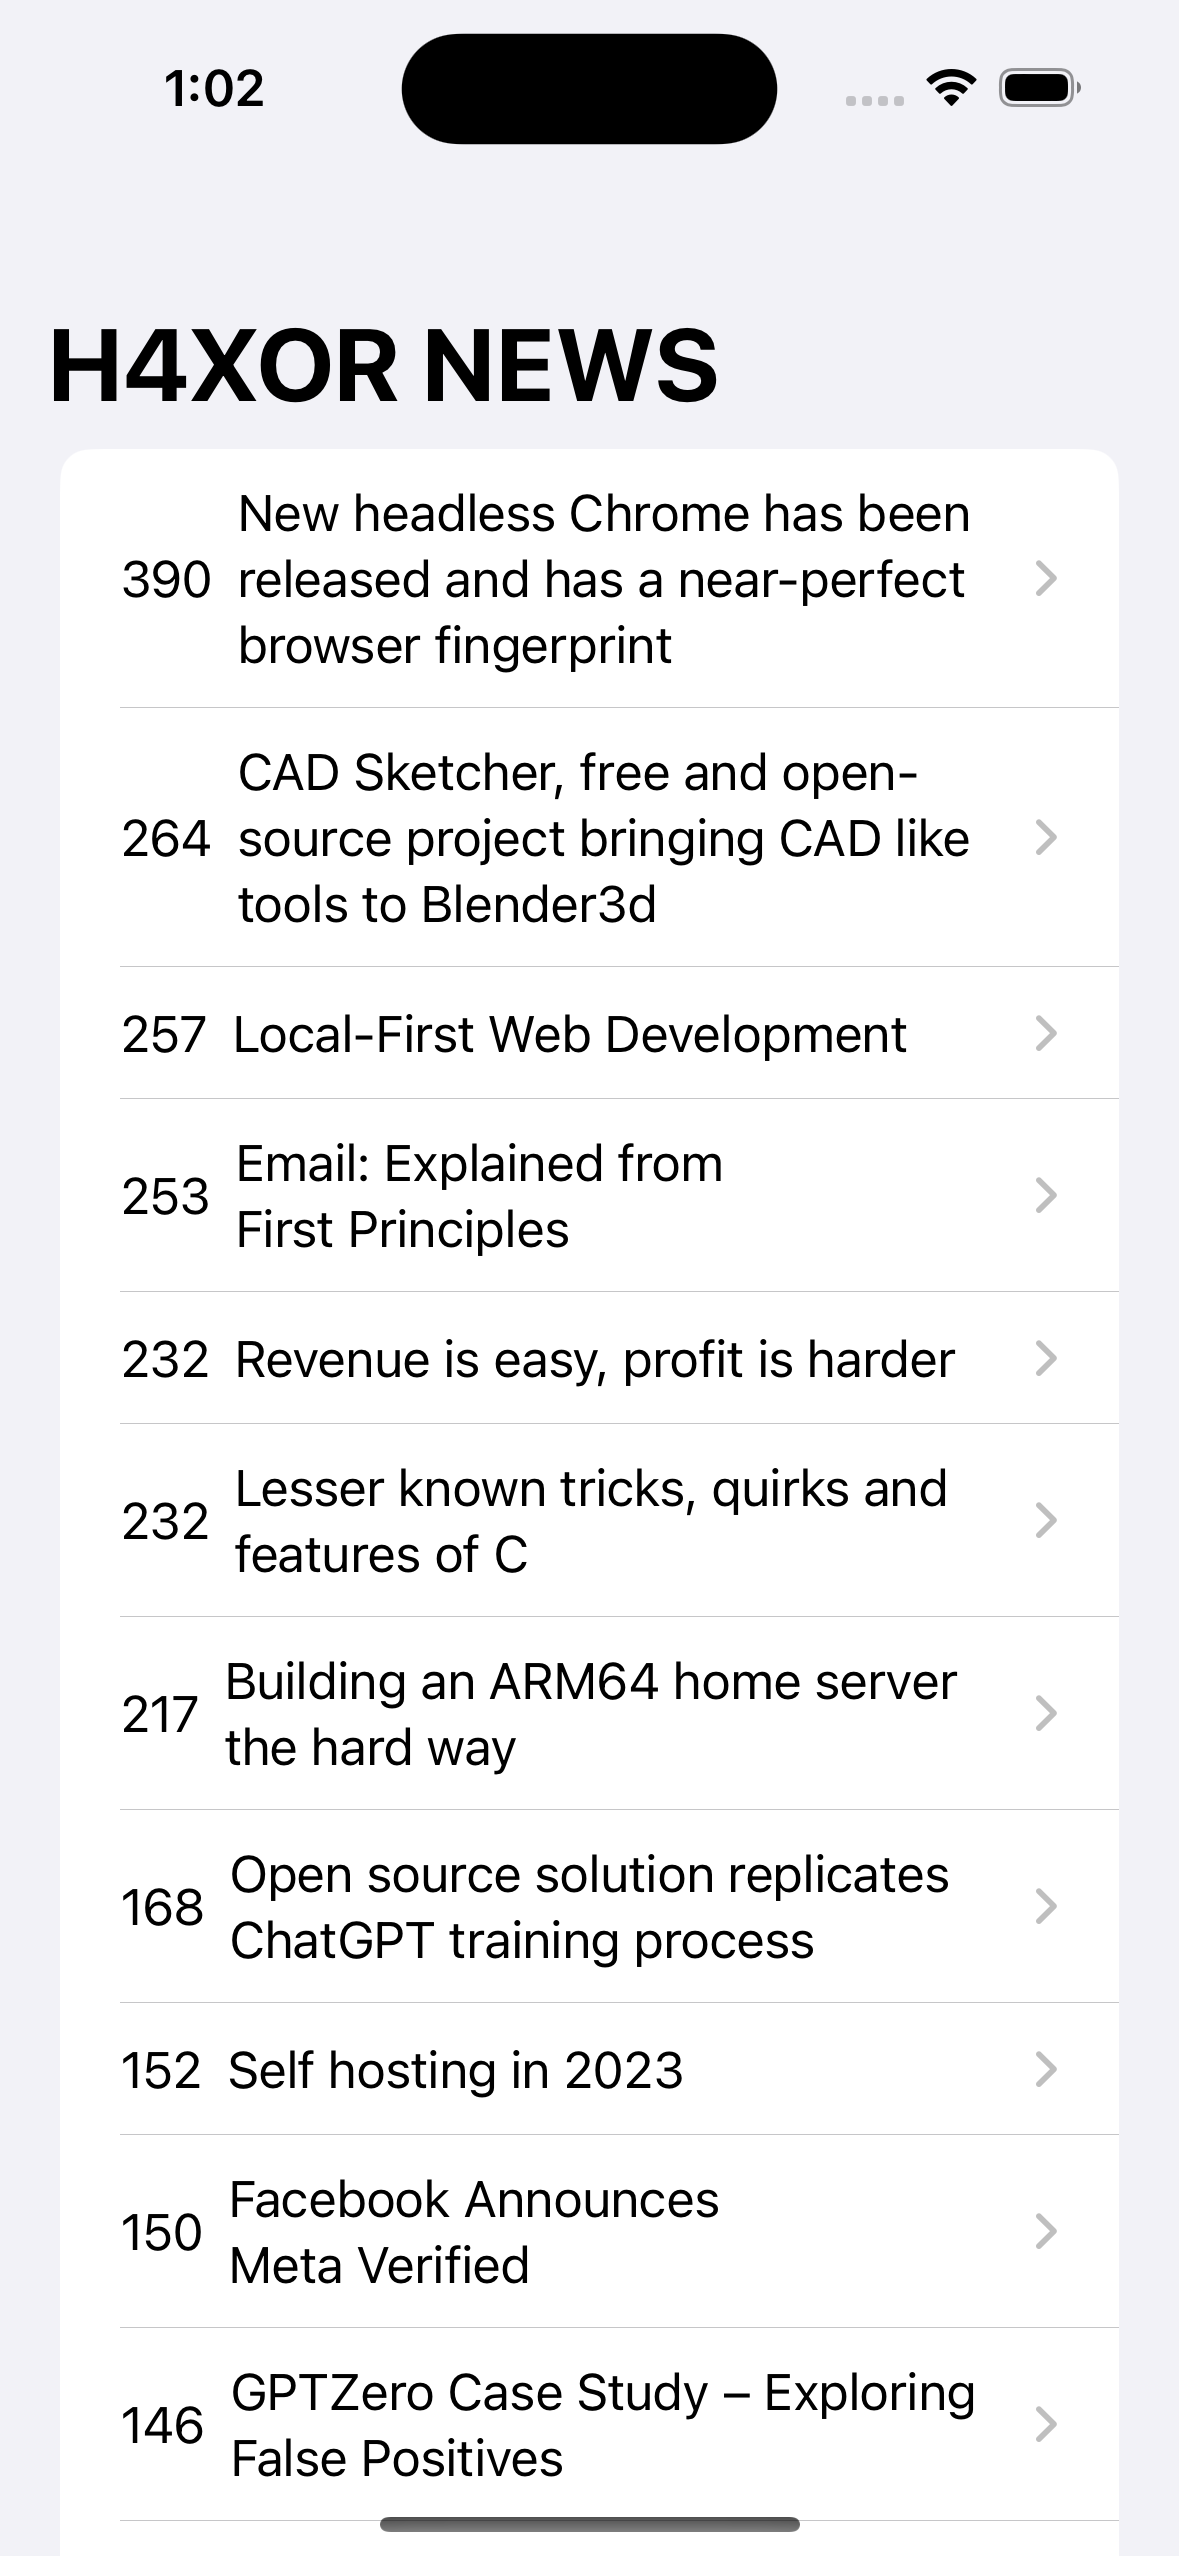 1:02
H4XOR NEWS
390 New headless Chrome has been
released and has a near-perfect
browser fingerprint
264 CAD Sketcher, free and open-
source project bringing CAD like
tools to Blender3d
257 Local-First Web Development
253 Email: Explained from
First Principles
232 Revenue is easy, profit is harder
232 Lesser known tricks, quirks and
features of C
217 Building an ARM64 home server
the hard way
168 Open source solution replicates
ChatGPT training process
152 Self hosting in 2023
150 Facebook Announces
Meta Verified
146 GPTZero Case Study – Exploring
False Positives